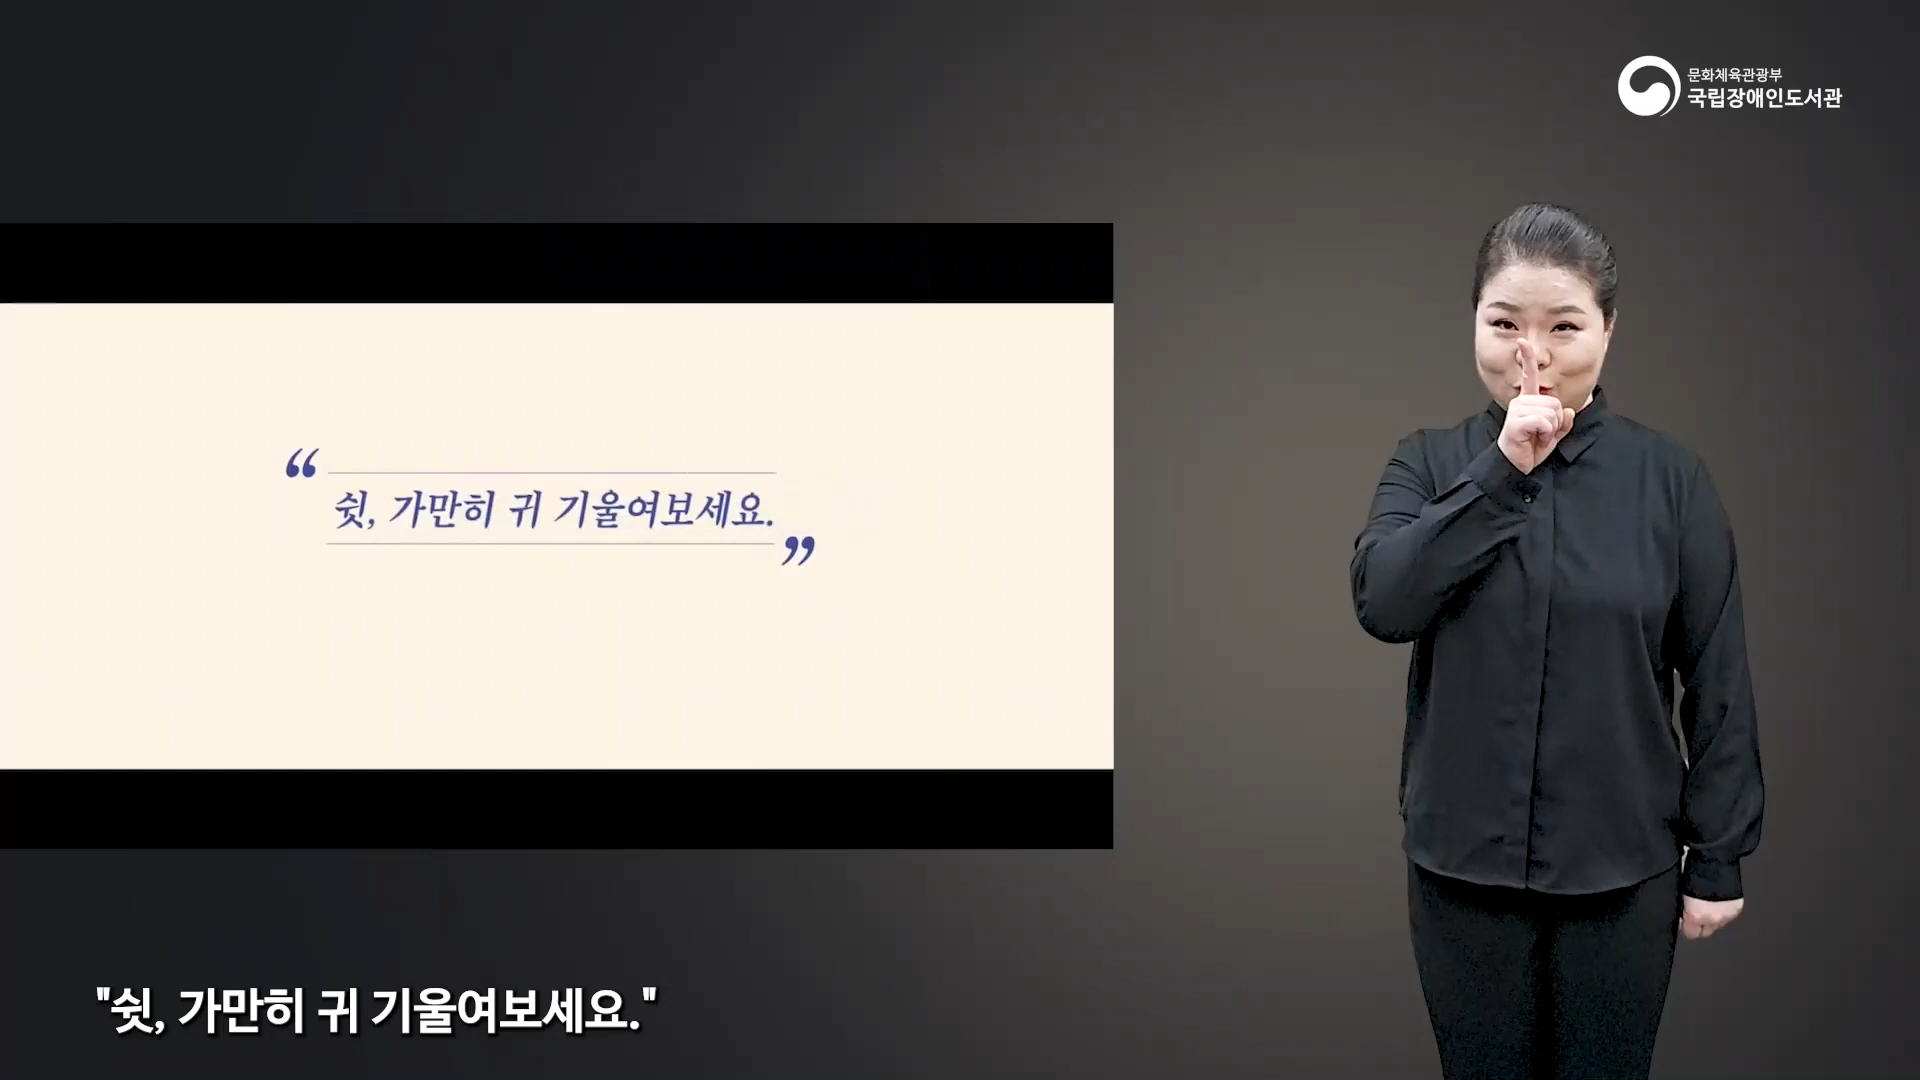 문화체육관광부
국립장애인도서관
“쉿, 가만히 귀 기울여보세요.”
"쉿, 가만히 귀 기울여보세요."